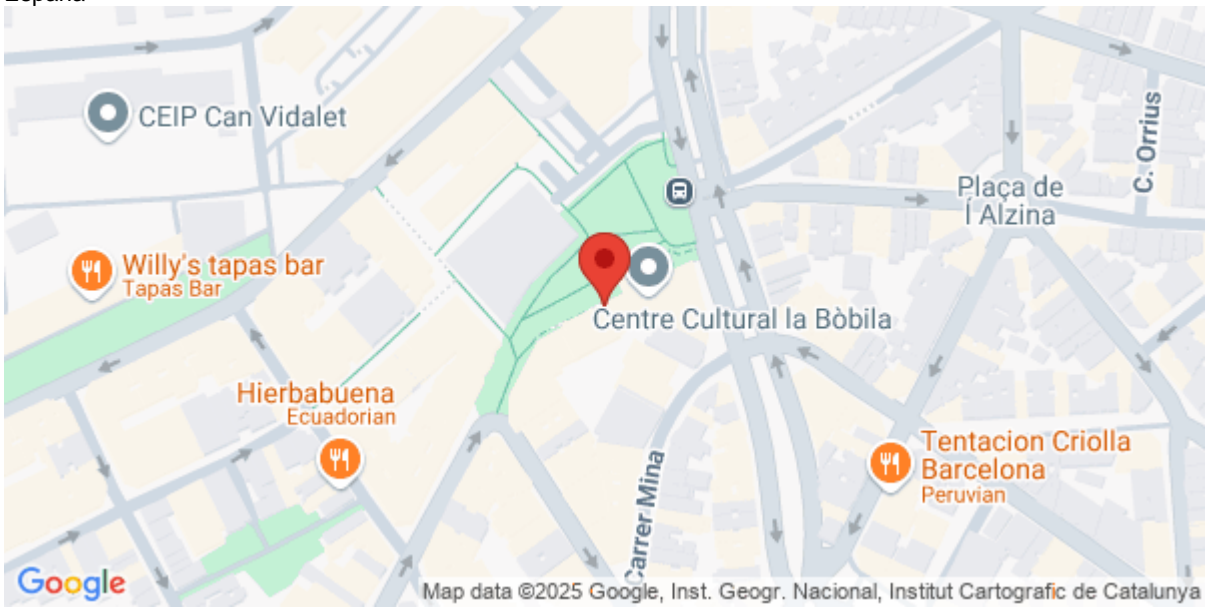 España
CEIP Can Vidalet
C. Orrius
Plaça de
Í Alzina
Willy's tapas bar
Tapas Bar
Centre Cultural la Bòbila
Hierbabuena
Ecuadorian
Tentacion Criolla
Barcelona
Peruvian
Carrer Mina
Google
Map data ©2025 Google, Inst. Geogr. Nacional, Institut Cartografic de Catalunya